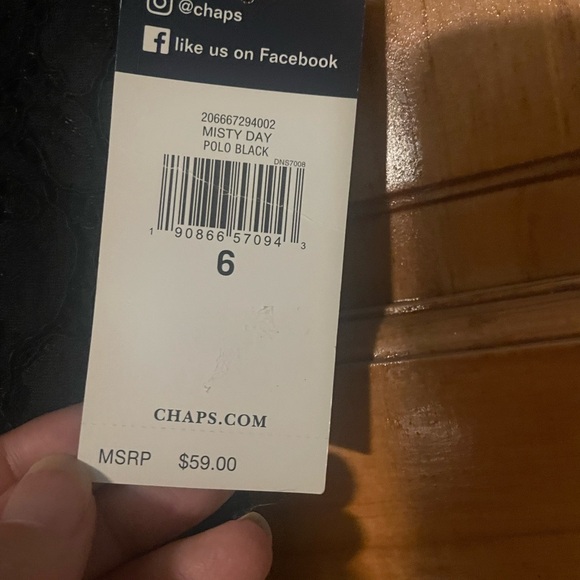 @chaps
f like us on Facebook
206667294002
MISTY DAY
POLO BLACK
DNS7008
1 90866 57094 3
6
CHAPS.COM
MSRP $59.00